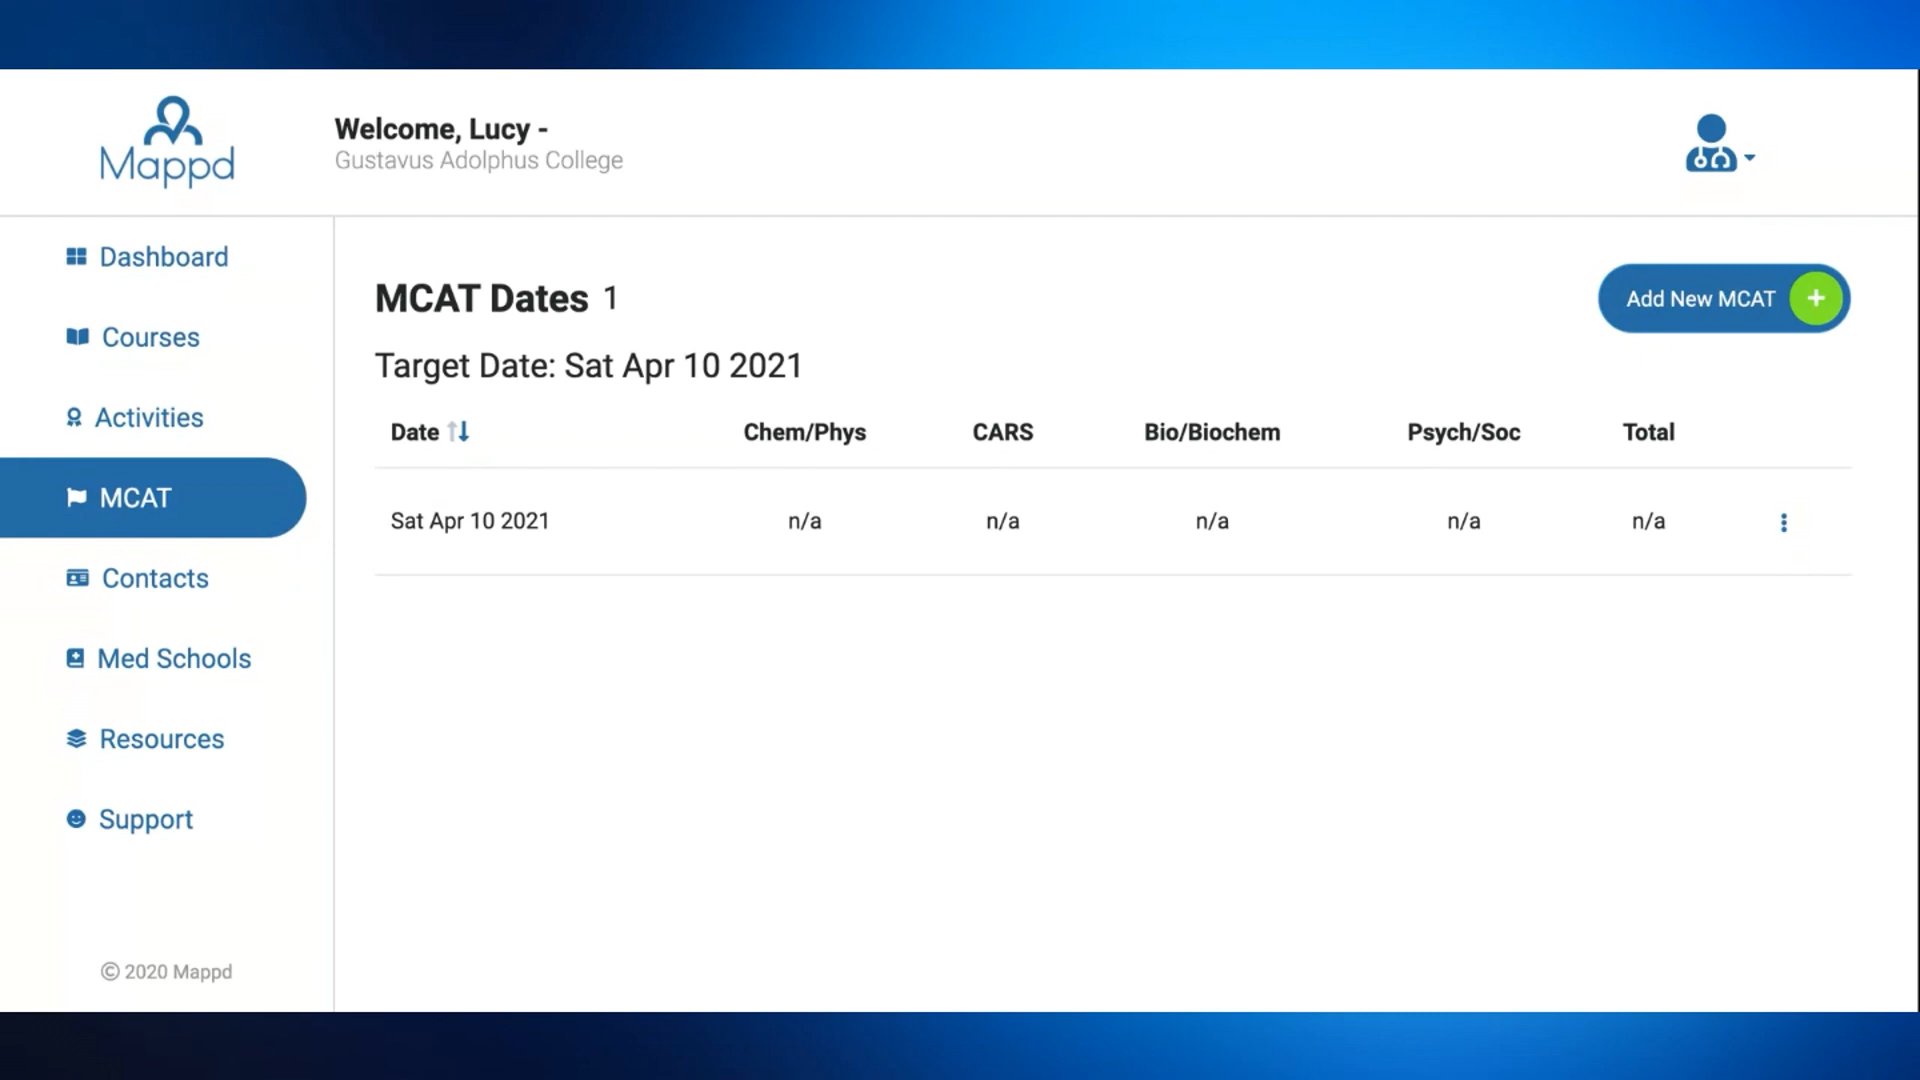 Mappd
Welcome, Lucy -
Gustavus Adolphus College
Dashboard
Courses
Activities
MCAT
Contacts
Med Schools
Resources
Support
© 2020 Mappd
MCAT Dates 1
Add New MCAT +
Target Date: Sat Apr 10 2021
Date Chem/Phys CARS Bio/Biochem Psych/Soc Total
Sat Apr 10 2021 n/a n/a n/a n/a n/a